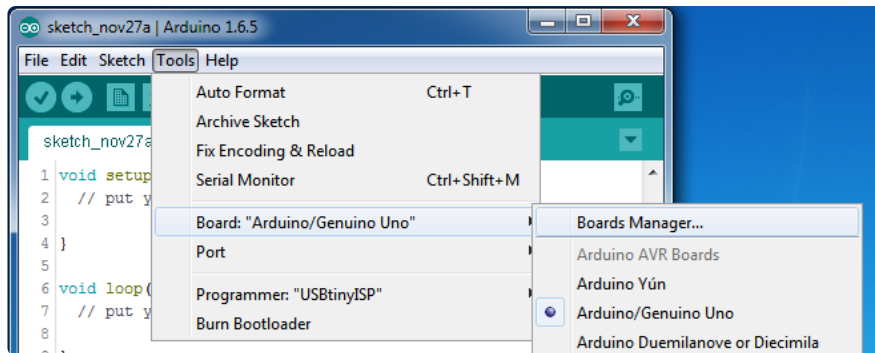 sketch_nov27a | Arduino 1.6.5
File Edit Sketch Tools Help
sketch_nov27a
1 void setup
2 // put y
3
4 }
5
6 void loop(
7 // put y
8
Auto Format Ctrl+T
Archive Sketch
Fix Encoding & Reload
Serial Monitor Ctrl+Shift+M
Board: "Arduino/Genuino Uno"
Port
Programmer: "USBtinyISP"
Burn Bootloader
Boards Manager...
Arduino AVR Boards
Arduino Yún
Arduino/Genuino Uno
Arduino Duemilanove or Diecimila